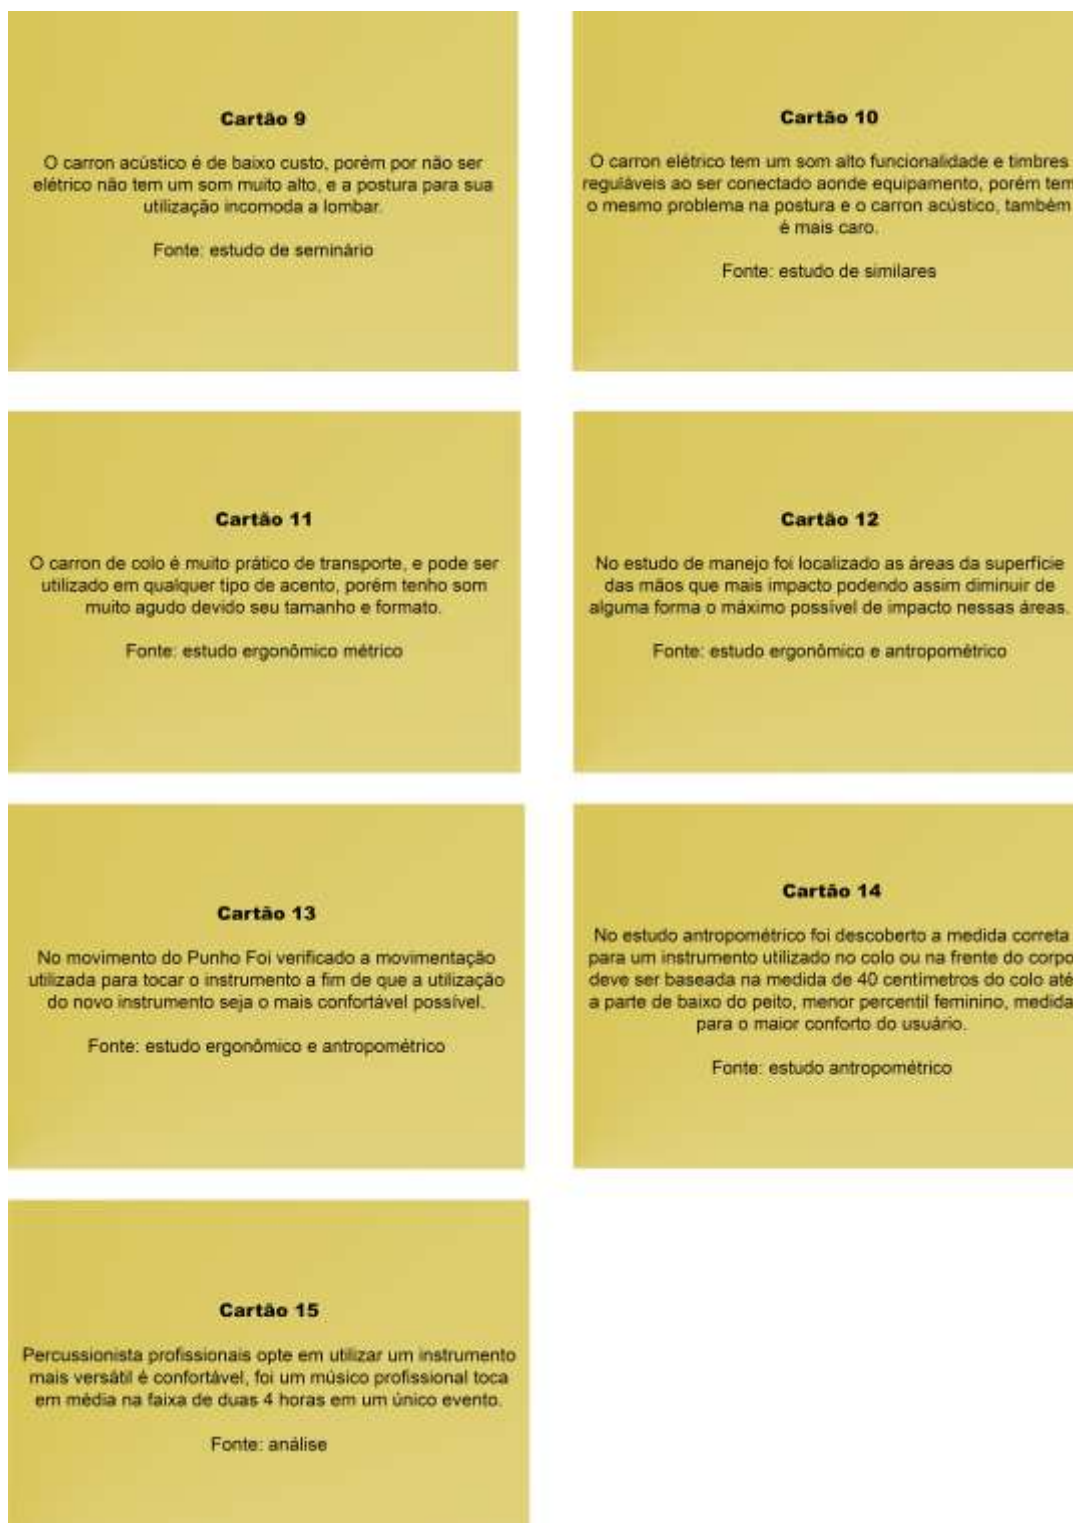 Cartão 9
O carron acústico é de baixo custo, porém por não ser
elétrico não tem um som muito alto, e a postura para sua
utilização incomoda a lombar.
Fonte: estudo de seminário
Cartão 10
O carron elétrico tem um som alto funcionalidade e timbres
reguláveis ao ser conectado aonde equipamento, porém tem
o mesmo problema na postura e o carron acústico, também
é mais caro.
Fonte: estudo de similares
Cartão 11
O carron de colo é muito prático de transporte, e pode ser
utilizado em qualquer tipo de acento, porém tenho som
muito agudo devido seu tamanho e formato.
Fonte: estudo ergonômico métrico
Cartão 12
No estudo de manejo foi localizado as áreas da superfície
das mãos que mais impacto podendo assim diminuir de
alguma forma o máximo possível de impacto nessas áreas.
Fonte: estudo ergonômico e antropométrico
Cartão 13
No movimento do Punho Foi verificado a movimentação
utilizada para tocar o instrumento a fim de que a utilização
do novo instrumento seja o mais confortável possível.
Fonte: estudo ergonômico e antropométrico
Cartão 14
No estudo antropométrico foi descoberto a medida correta
para um instrumento utilizado no colo ou na frente do corpo
deve ser baseada na medida de 40 centímetros do colo até
a parte de baixo do peito, menor percentil feminino, medida
para o maior conforto do usuário.
Fonte: estudo antropométrico
Cartão 15
Percussionista profissionais opte em utilizar um instrumento
mais versátil é confortável, foi um músico profissional toca
em média na faixa de duas 4 horas em um único evento.
Fonte: análise